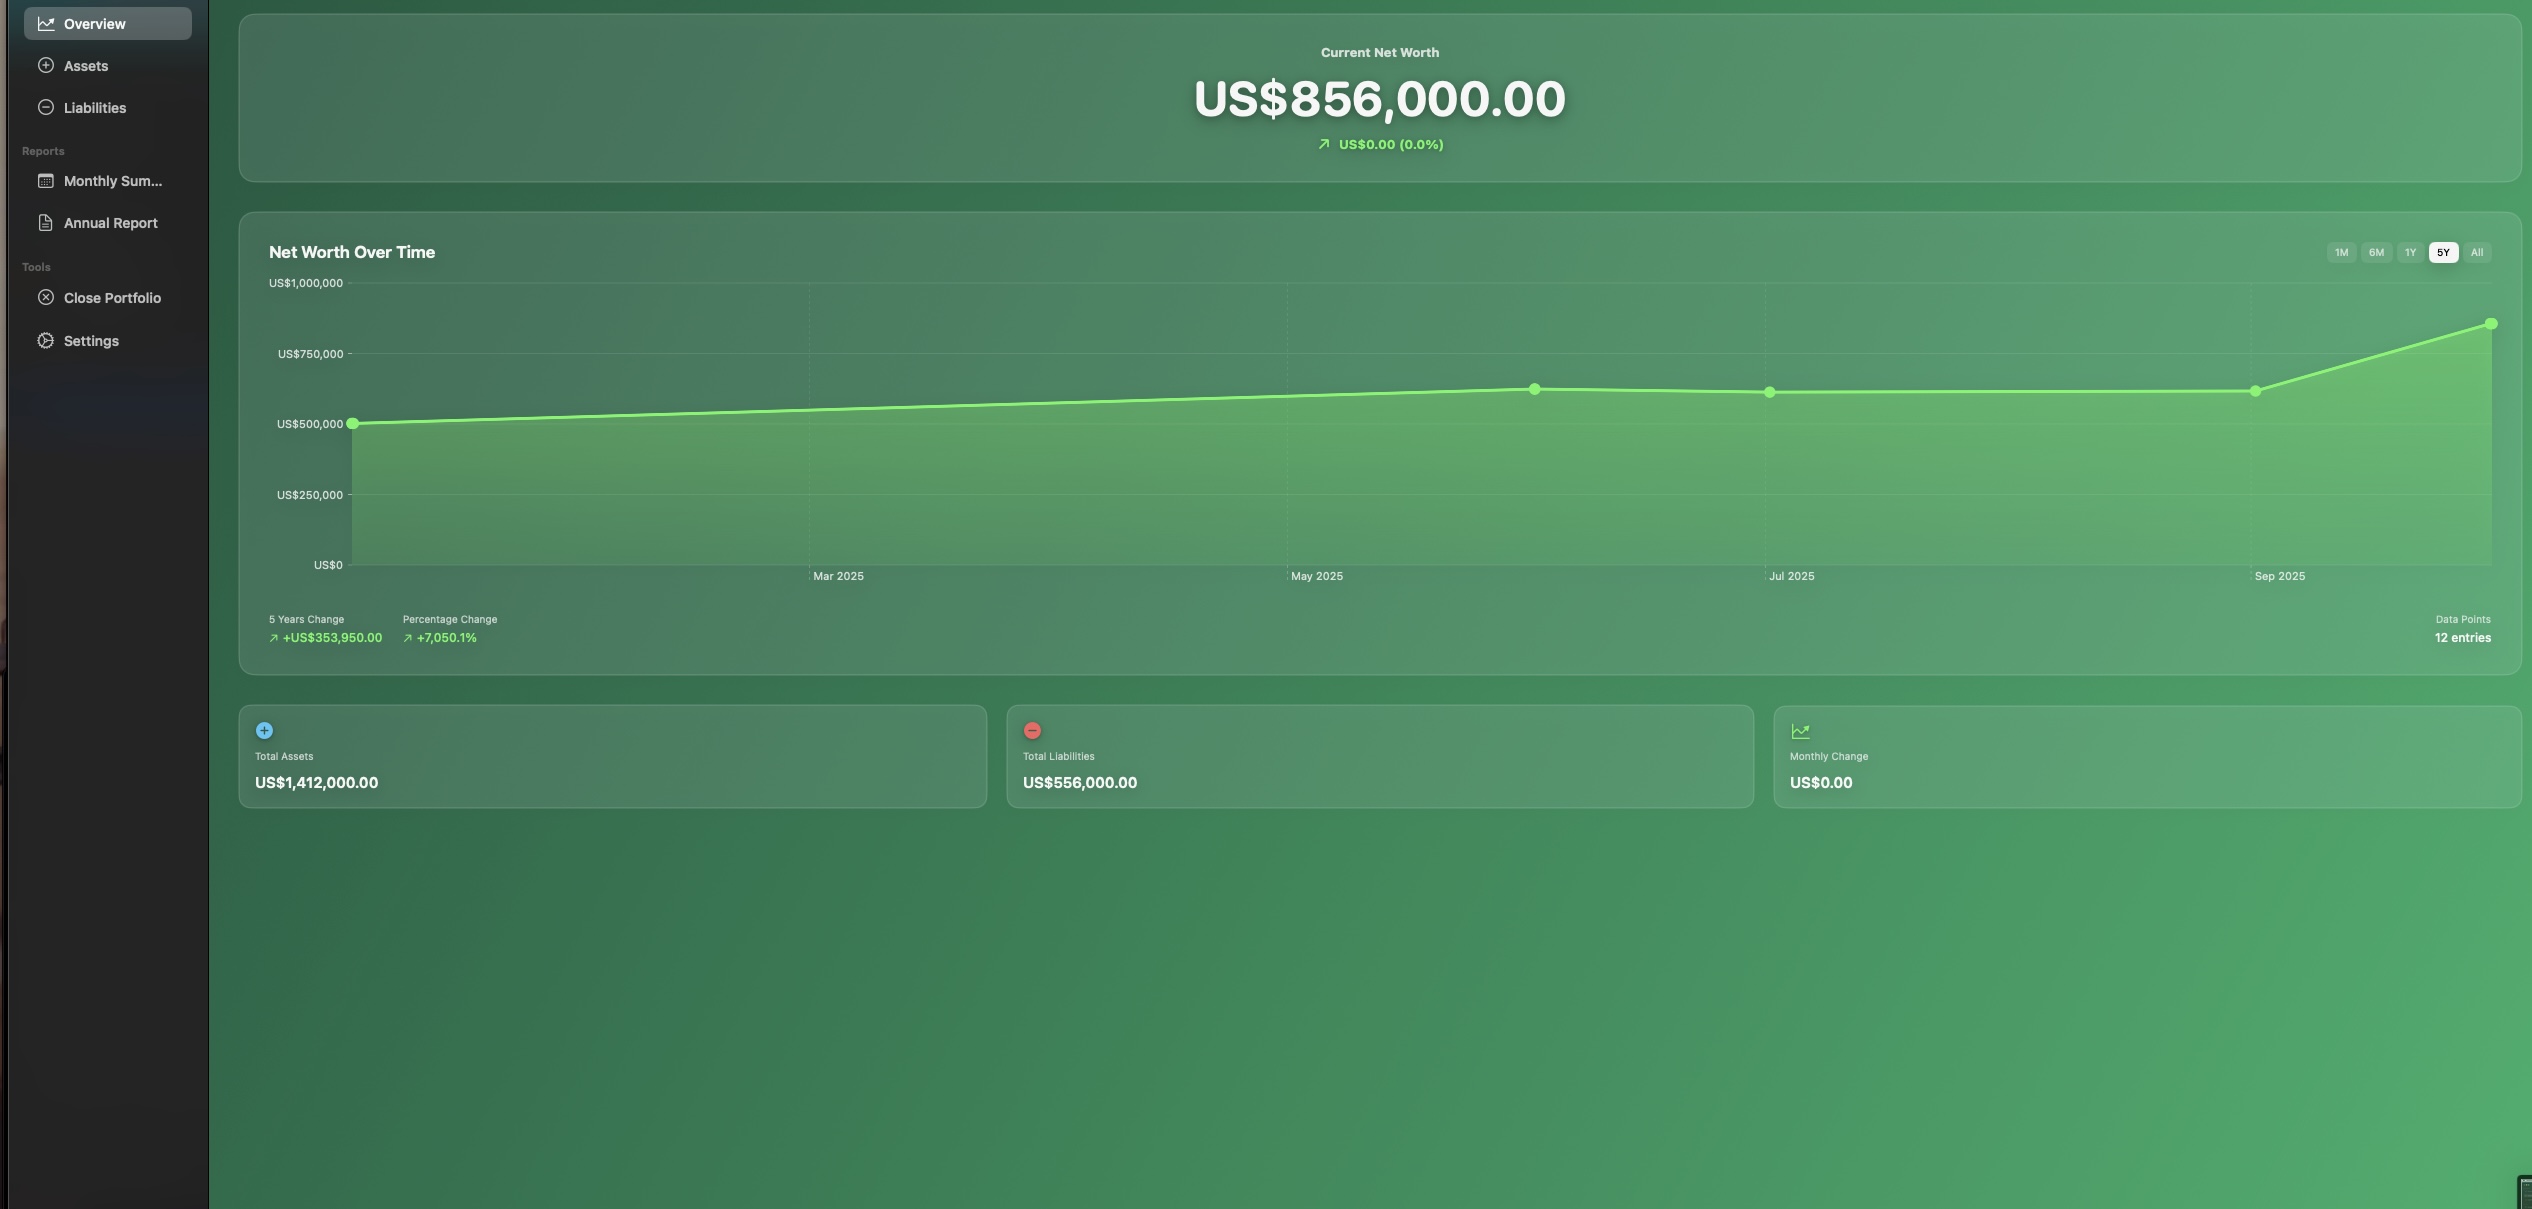 Overview
Assets
Liabilities
Reports
Monthly Sum...
Annual Report
Tools
Close Portfolio
Settings
Current Net Worth
US$856,000.00
US$0.00 (0.0%)
Net Worth Over Time
1M 6M 1Y 5Y All
US$1,000,000
US$750,000
US$500,000
US$250,000
US$0
Mar 2025 May 2025 Jul 2025 Sep 2025
5 Years Change Percentage Change Data Points
+US$353,950.00 +7,050.1% 12 entries
Total Assets
US$1,412,000.00
Total Liabilities
US$556,000.00
Monthly Change
US$0.00